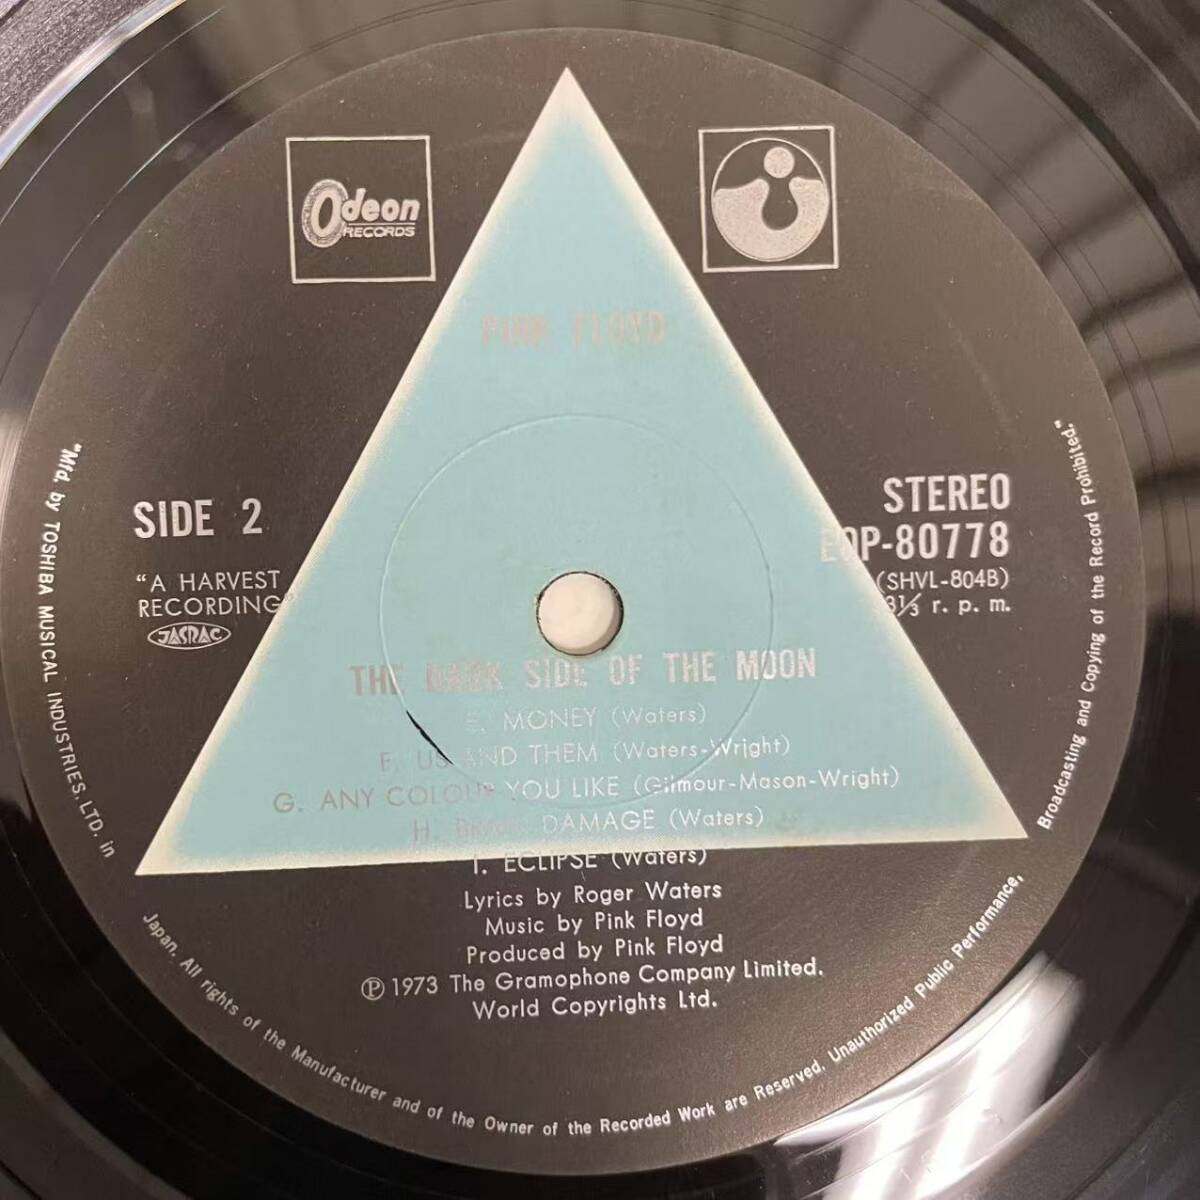 Odeon
RECORDS
PINK FLOYD
SIDE 2
STEREO
EOP-80778
(SHVL-804B)
33⅓ r. p. m.
"A HARVEST
RECORDING"
JASRAC
THE DARK SIDE OF THE MOON
E. MONEY (Waters)
F. US AND THEM (Waters-Wright)
G. ANY COLOUR YOU LIKE (Gilmour-Mason-Wright)
H. BRAIN DAMAGE (Waters)
I. ECLIPSE (Waters)
Lyrics by Roger Waters
Music by Pink Floyd
Produced by Pink Floyd
Ⓟ 1973 The Gramophone Company Limited.
World Copyrights Ltd.
"Mfd. by TOSHIBA MUSICAL INDUSTRIES. LTD. in Japan. All rights of the Manufacturer and of the Owner of the Recorded Work are Reserved. Unauthorized Public Performance, Broadcasting and Copying of the Record Prohibited."